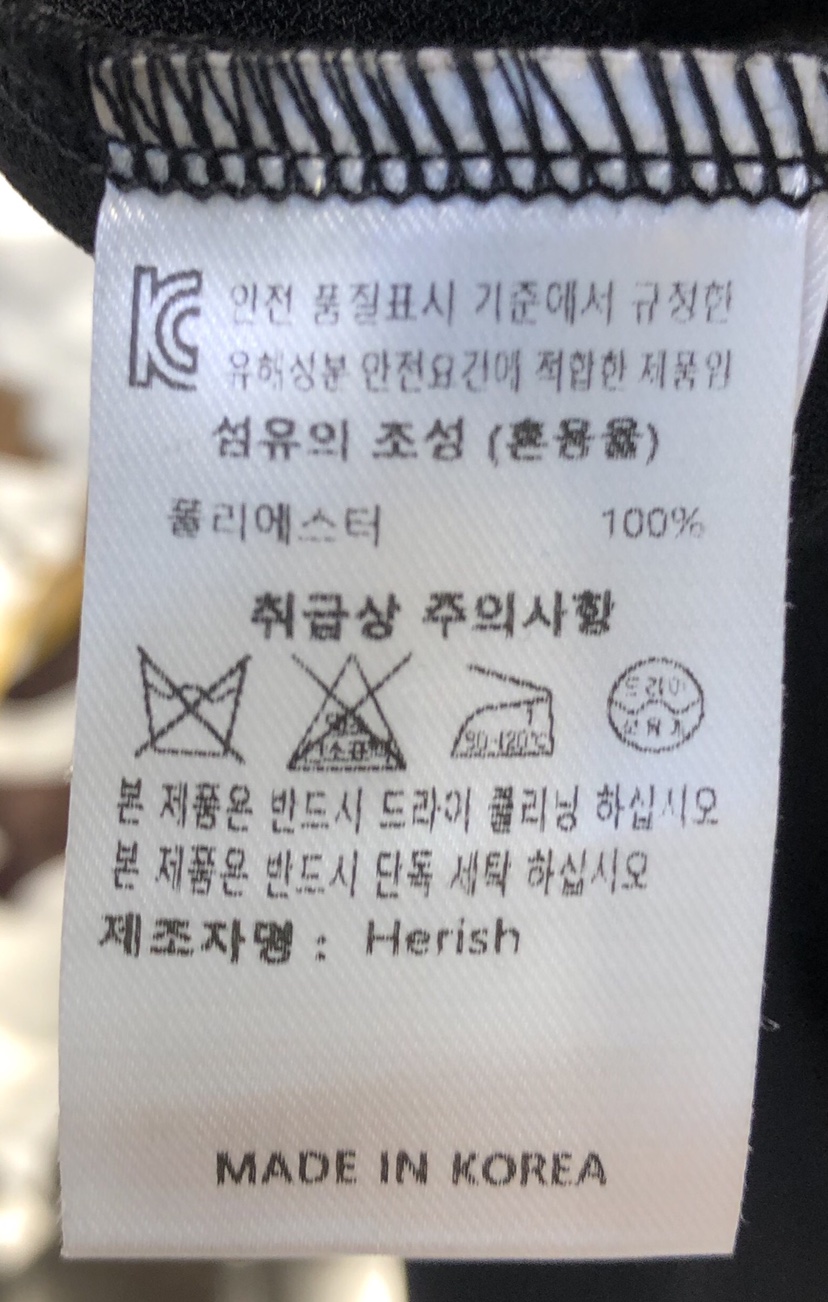 KC 안전 품질표시 기준에서 규정한
유해성분 안전요건에 적합한 제품임
섬유의 조성 (혼용율)
폴리에스터 100%
취급상 주의사항
90-120℃
드라이
본 제품은 반드시 드라이 클리닝 하십시오
본 제품은 반드시 단독 세탁 하십시오
제조자명 : Herish
MADE IN KOREA